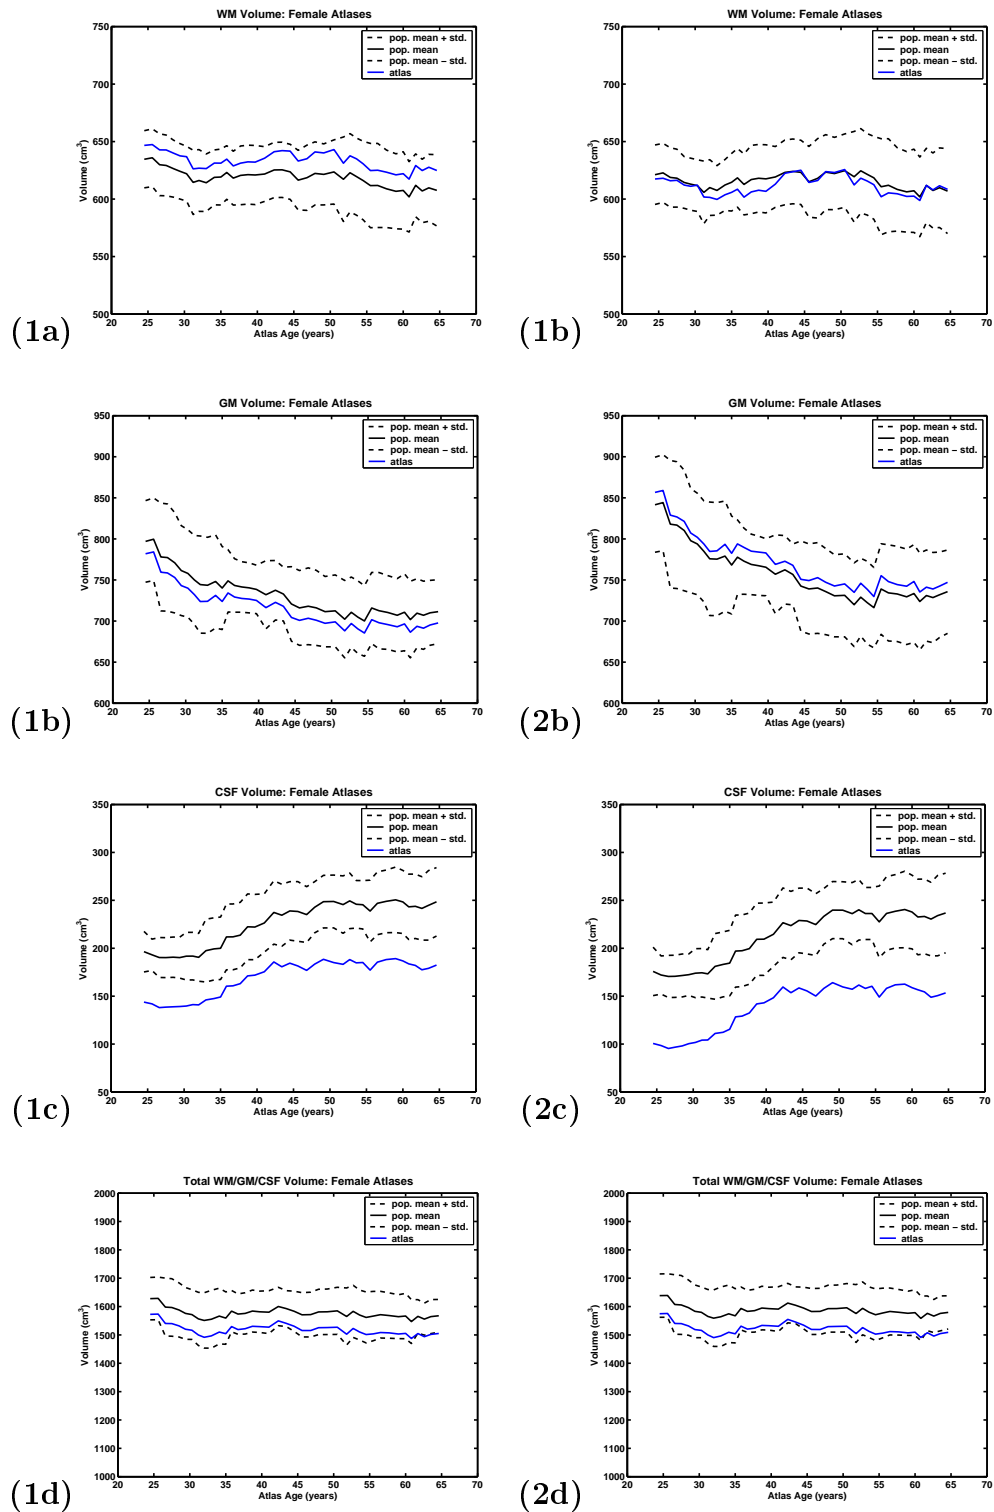 WM Volume: Female Atlases
750
700
650
600
550
500
Volume (cm3)
pop. mean + std.
pop. mean
pop. mean − std.
atlas
20 25 30 35 40 45 50 55 60 65 70
Atlas Age (years)
(1a)
WM Volume: Female Atlases
750
700
650
600
550
500
Volume (cm3)
pop. mean + std.
pop. mean
pop. mean − std.
atlas
20 25 30 35 40 45 50 55 60 65 70
Atlas Age (years)
(1b)
GM Volume: Female Atlases
950
900
850
800
750
700
650
600
Volume (cm3)
pop. mean + std.
pop. mean
pop. mean − std.
atlas
20 25 30 35 40 45 50 55 60 65 70
Atlas Age (years)
(1b)
GM Volume: Female Atlases
950
900
850
800
750
700
650
600
Volume (cm3)
pop. mean + std.
pop. mean
pop. mean − std.
atlas
20 25 30 35 40 45 50 55 60 65 70
Atlas Age (years)
(2b)
CSF Volume: Female Atlases
350
300
250
200
150
100
50
Volume (cm3)
pop. mean + std.
pop. mean
pop. mean − std.
atlas
20 25 30 35 40 45 50 55 60 65 70
Atlas Age (years)
(1c)
CSF Volume: Female Atlases
350
300
250
200
150
100
50
Volume (cm3)
pop. mean + std.
pop. mean
pop. mean − std.
atlas
20 25 30 35 40 45 50 55 60 65 70
Atlas Age (years)
(2c)
Total WM/GM/CSF Volume: Female Atlases
2000
1900
1800
1700
1600
1500
1400
1300
1200
1100
1000
Volume (cm3)
pop. mean + std.
pop. mean
pop. mean − std.
atlas
20 25 30 35 40 45 50 55 60 65 70
Atlas Age (years)
(1d)
Total WM/GM/CSF Volume: Female Atlases
2000
1900
1800
1700
1600
1500
1400
1300
1200
1100
1000
Volume (cm3)
pop. mean + std.
pop. mean
pop. mean − std.
atlas
20 25 30 35 40 45 50 55 60 65 70
Atlas Age (years)
(2d)